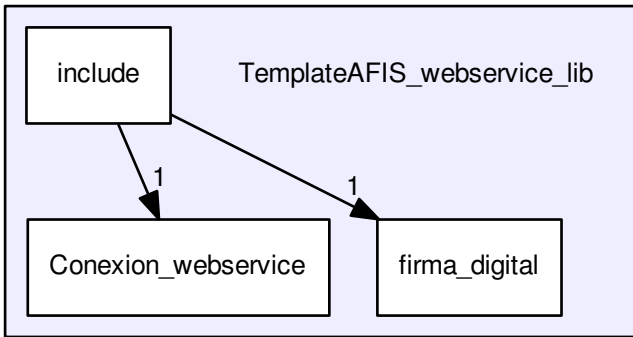 include
TemplateAFIS_webservice_lib
1
1
Conexion_webservice
firma_digital